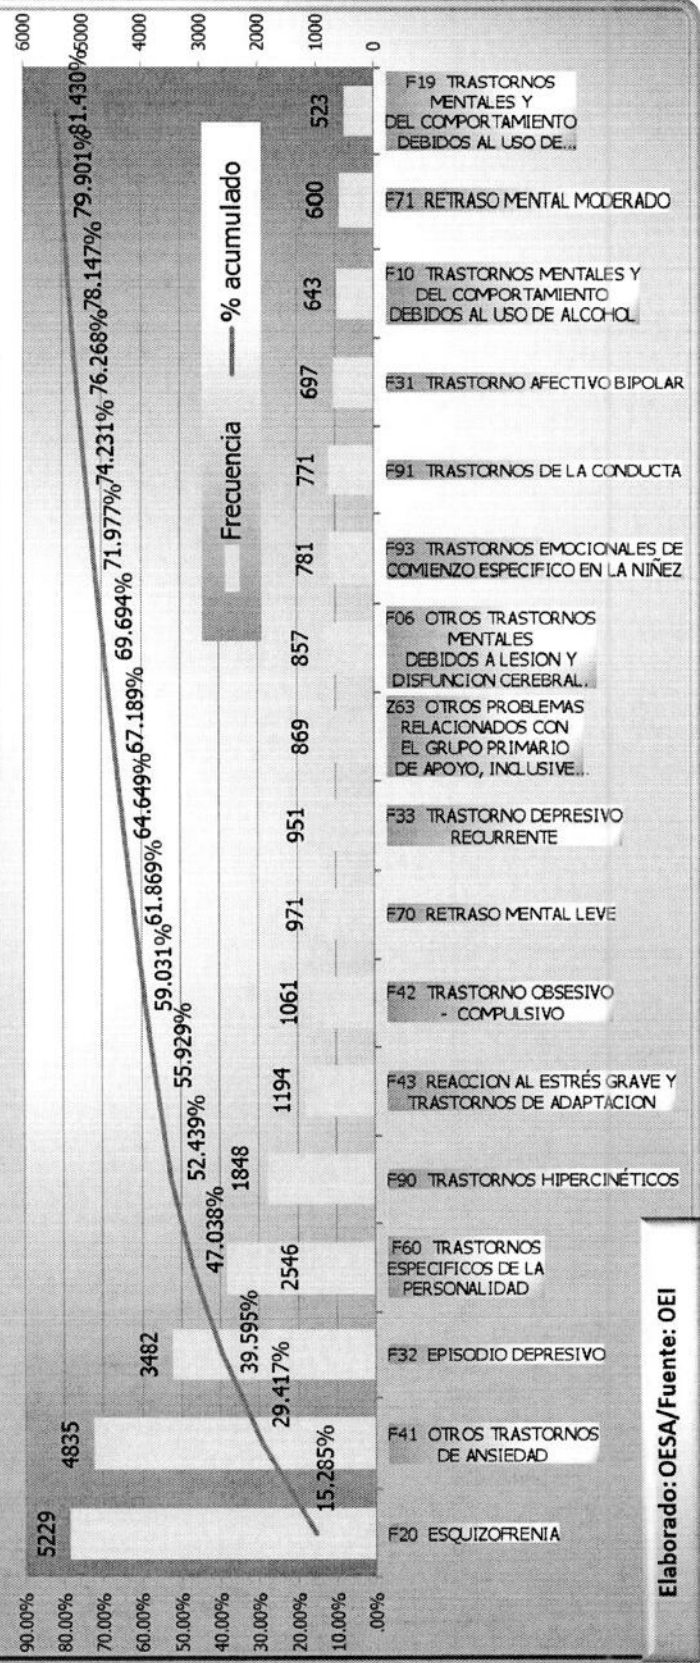 90.00%
80.00%
70.00%
60.00%
50.00%
40.00%
30.00%
20.00%
10.00%
.00%
6000
5000
4000
3000
2000
1000
0
5229
4835
3482
2546
1848
1194
1061
971
951
869
857
781
771
697
643
600
523
15.285%
29.417%
39.595%
47.038%
52.439%
55.929%
59.031%
61.869%
64.649%
67.189%
69.694%
71.977%
74.231%
76.268%
78.147%
79.901%
81.430%
Frecuencia
% acumulado
F20 ESQUIZOFRENIA
F41 OTROS TRASTORNOS
DE ANSIEDAD
F32 EPISODIO DEPRESIVO
F60 TRASTORNOS
ESPECIFICOS DE LA
PERSONALIDAD
F90 TRASTORNOS HIPERCINÉTICOS
F43 REACCION AL ESTRÉS GRAVE Y
TRASTORNOS DE ADAPTACION
F42 TRASTORNO OBSESIVO
- COMPULSIVO
F70 RETRASO MENTAL LEVE
F33 TRASTORNO DEPRESIVO
RECURRENTE
Z63 OTROS PROBLEMAS
RELACIONADOS CON
EL GRUPO PRIMARIO
DE APOYO, INCLUSIVE...
F06 OTROS TRASTORNOS
MENTALES
DEBIDOS A LESION Y
DISFUNCION CEREBRAL.
F93 TRASTORNOS EMOCIONALES DE
COMIENZO ESPECIFICO EN LA NIÑEZ
F91 TRASTORNOS DE LA CONDUCTA
F31 TRASTORNO AFECTIVO BIPOLAR
F10 TRASTORNOS MENTALES Y
DEL COMPORTAMIENTO
DEBIDOS AL USO DE ALCOHOL
F71 RETRASO MENTAL MODERADO
F19 TRASTORNOS
MENTALES Y
DEL COMPORTAMIENTO
DEBIDOS AL USO DE...
Elaborado: OESA/Fuente: OEI